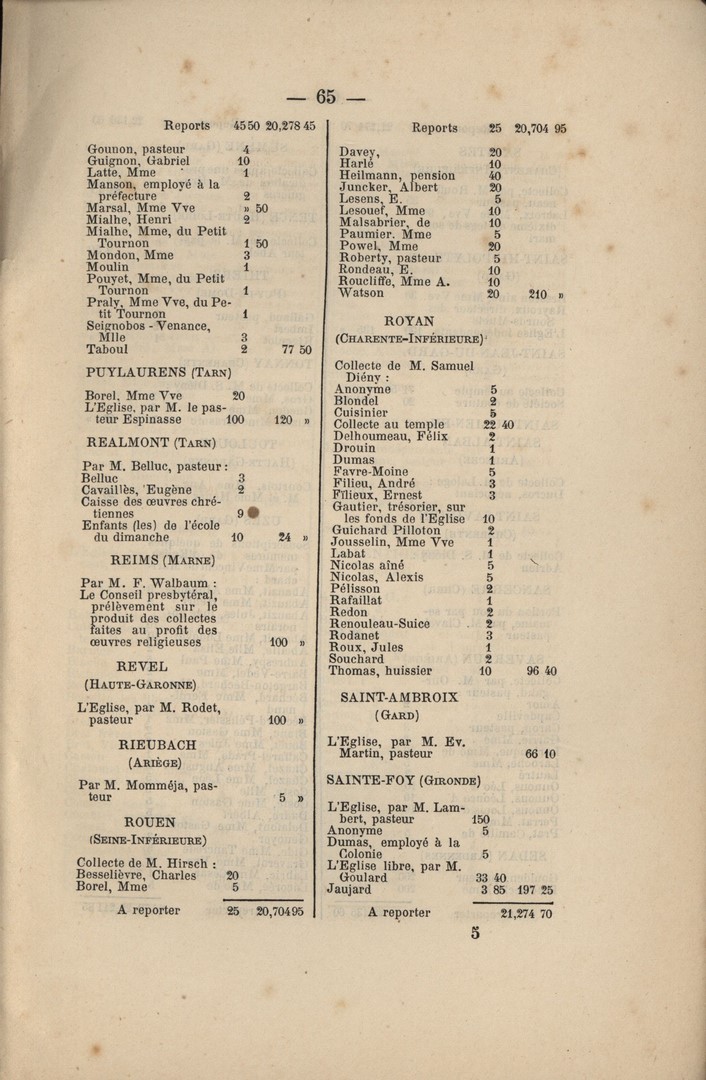 — 65 —
Reports 45 50 20,278 45
Gounon, pasteur 4
Guignon, Gabriel 10
Latte, Mme 1
Manson, employé à la
préfecture 2
Marsal, Mme Vve » 50
Mialhe, Henri 2
Mialhe, Mme, du Petit
Tournon 1 50
Mondon, Mme 3
Moulin 1
Pouyet, Mme, du Petit
Tournon 1
Praly, Mme Vve, du Pe-
tit Tournon 1
Seignobos - Venance,
Mlle 3
Taboul 2 77 50
PUYLAURENS (TARN)
Borel, Mme Vve 20
L'Eglise, par M. le pas-
teur Espinasse 100 120 »
REALMONT (TARN)
Par M. Belluc, pasteur :
Belluc 3
Cavaillès, Eugène 2
Caisse des œuvres chré-
tiennes 9
Enfants (les) de l'école
du dimanche 10 24 »
REIMS (MARNE)
Par M. F. Walbaum :
Le Conseil presbytéral,
prélèvement sur le
produit des collectes
faites au profit des
œuvres religieuses 100 »
REVEL
(HAUTE-GARONNE)
L'Eglise, par M. Rodet,
pasteur 100 »
RIEUBACH
(ARIÈGE)
Par M. Momméja, pas-
teur 5 »
ROUEN
(SEINE-INFÉRIEURE)
Collecte de M. Hirsch :
Besselièvre, Charles 20
Borel, Mme 5
A reporter 25 20,704 95
Reports 25 20,704 95
Davey, 20
Harlé 10
Heilmann, pension 40
Juncker, Albert 20
Lesens, E. 5
Lesouef, Mme 10
Malsabrier, de 10
Paumier. Mme 5
Powel, Mme 20
Roberty, pasteur 5
Rondeau, E. 10
Roucliffe, Mme A. 10
Watson 20 210 »
ROYAN
(CHARENTE-INFÉRIEURE)
Collecte de M. Samuel
Diény :
Anonyme 5
Blondel 2
Cuisinier 5
Collecte au temple 22 40
Delhoumeau, Félix 2
Drouin 1
Dumas 1
Favre-Moine 5
Filieu, André 3
Filieux, Ernest 3
Gautier, trésorier, sur
les fonds de l'Eglise 10
Guichard Pilloton 2
Jousselin, Mme Vve 1
Labat 1
Nicolas aîné 5
Nicolas, Alexis 5
Pélisson 2
Rafaillat 1
Redon 2
Renouleau-Suice 2
Rodanet 3
Roux, Jules 1
Souchard 2
Thomas, huissier 10 96 40
SAINT-AMBROIX
(GARD)
L'Eglise, par M. Ev.
Martin, pasteur 66 10
SAINTE-FOY (GIRONDE)
L'Eglise, par M. Lam-
bert, pasteur 150
Anonyme 5
Dumas, employé à la
Colonie 5
L'Eglise libre, par M.
Goulard 33 40
Jaujard 3 85 197 25
A reporter 21,274 70
5